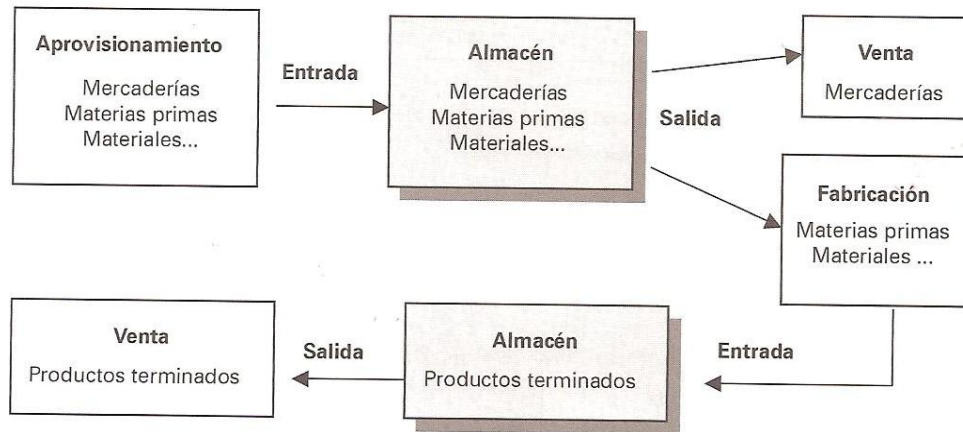 Aprovisionamiento
Mercaderías
Materias primas
Materiales...
Entrada
Almacén
Mercaderías
Materias primas
Materiales...
Salida
Venta
Mercaderías
Fabricación
Materias primas
Materiales ...
Entrada
Almacén
Productos terminados
Salida
Venta
Productos terminados